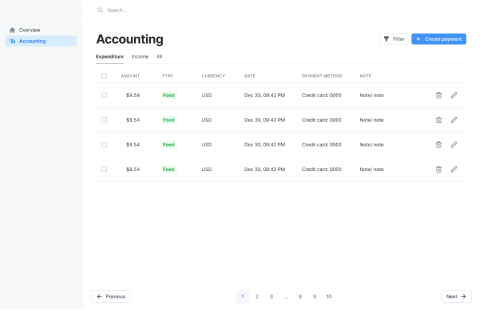 Search...
Overview
Accounting
Accounting
Filter
+ Create payment
Expenditure Income All
AMOUNT TYPE CURRENCY DATE PAYMENT METHOD NOTE
$9.54 Food USD Dec 30, 09:42 PM Credit card: 0000 Note/ note
$9.54 Food USD Dec 30, 09:42 PM Credit card: 0000 Note/ note
$9.54 Food USD Dec 30, 09:42 PM Credit card: 0000 Note/ note
$9.54 Food USD Dec 30, 09:42 PM Credit card: 0000 Note/ note
← Previous 1 2 3 ... 8 9 10 Next →